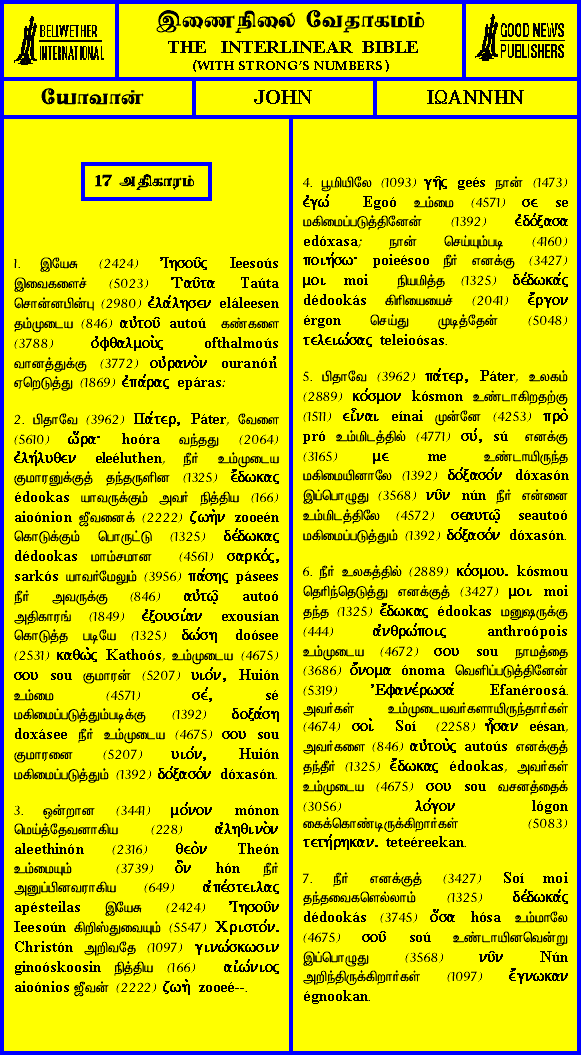 BELLWETHER
INTERNATIONAL
இணைநிலை வேதாகமம்
THE INTERLINEAR BIBLE
(WITH STRONG'S NUMBERS)
GOOD NEWS
PUBLISHERS
யோவான்
JOHN
ΙΩΑΝΝΗΝ
17 அதிகாரம்
1. இயேசு (2424) Ἰησοῦς Ieesoús
இவைகளைச் (5023) Ταῦτα Taúta
சொன்னபின்பு (2980) ἐλάλησεν eláleesen
தம்முடைய (846) αὐτοῦ autoú கண்களை
(3788) ὀφθαλμοὺς ofthalmoús
வானத்துக்கு (3772) οὐρανὸν ouranón
ஏறெடுத்து (1869) ἐπάρας epáras;
2. பிதாவே (3962) Πάτερ, Páter, வேளை
(5610) ὥρα· hoóra வந்தது (2064)
ἐλήλυθεν eleéluthen, நீர் உம்முடைய
குமாரனுக்குத் தந்தருளின (1325) ἔδωκας
édookas யாவருக்கும் அவர் நித்திய (166)
aioónion ஜீவனைக் (2222) ζωὴν zooeén
கொடுக்கும் பொருட்டு (1325) δέδωκας
dédookas மாம்சமான (4561) σαρκός,
sarkós யாவர்மேலும் (3956) πάσης pásees
நீர் அவருக்கு (846) αὐτῷ autoó
அதிகாரங் (1849) ἐξουσίαν exousían
கொடுத்த படியே (1325) δώση doósee
(2531) καθὼς Kathoós, உம்முடைய (4675)
σου sou குமாரன் (5207) υιόν, Huión
உம்மை (4571) σέ, sé
மகிமைப்படுத்தும்படிக்கு (1392) δοξάση
doxásee நீர் உம்முடைய (4675) σου sou
குமாரனை (5207) υιόν, Huión
மகிமைப்படுத்தும் (1392) δόξασόν dóxasón.
3. ஒன்றான (3441) μόνον mónon
மெய்த்தேவனாகிய (228) ἀληθινὸν
aleethinón (2316) θεὸν Theón
உம்மையும் (3739) ὃν hón நீர்
அனுப்பினவராகிய (649) ἀπέστειλας
apésteilas இயேசு (2424) Ἰησοῦν
Ieesoún கிறிஸ்துவையும் (5547) Χριστόν.
Christón அறிவதே (1097) γινώσκωσιν
ginoóskoosin நித்திய (166) αἰώνιος
aioónios ஜீவன் (2222) ζωὴ zooeé--.
4. பூமியிலே (1093) γῆς geés நான் (1473)
ἐγώ Egoó உம்மை (4571) σε se
மகிமைப்படுத்தினேன் (1392) ἐδόξασα
edóxasa; நான் செய்யும்படி (4160)
ποιήσω· poieésoo நீர் எனக்கு (3427)
μοι moi நியமித்த (1325) δέδωκάς
dédookás கிரியையைச் (2041) ἔργον
érgon செய்து முடித்தேன் (5048)
τελειώσας teleioósas.
5. பிதாவே (3962) πάτερ, Páter, உலகம்
(2889) κόσμον kósmon உண்டாகிறதற்கு
(1511) εἶναι eínai முன்னே (4253) πρὸ
pró உம்மிடத்தில் (4771) σύ, sú எனக்கு
(3165) με me உண்டாயிருந்த
மகிமையினாலே (1392) δόξασόν dóxasón
இப்பொழுது (3568) νῦν nún நீர் என்னை
உம்மிடத்திலே (4572) σεαυτῷ seautoó
மகிமைப்படுத்தும் (1392) δόξασόν dóxasón.
6. நீர் உலகத்தில் (2889) κόσμου. kósmou
தெரிந்தெடுத்து எனக்குத் (3427) μοι moi
தந்த (1325) ἔδωκας édookas மனுஷருக்கு
(444) ἀνθρώποις anthroópois
உம்முடைய (4672) σου sou நாமத்தை
(3686) ὄνομα ónoma வெளிப்படுத்தினேன்
(5319) Ἐφανέρωσά Efanéroosá.
அவர்கள் உம்முடையவர்களாயிருந்தார்கள்
(4674) σοὶ Soí (2258) ἦσαν eésan,
அவர்களை (846) αὐτοὺς autoús எனக்குத்
தந்தீர் (1325) ἔδωκας édookas, அவர்கள்
உம்முடைய (4675) σου sou வசனத்தைக்
(3056) λόγον lógon
கைக்கொண்டிருக்கிறார்கள் (5083)
τετήρηκαν. teteéreekan.
7. நீர் எனக்குத் (3427) Soí moi
தந்தவைகளெல்லாம் (1325) δέδωκάς
dédookás (3745) ὅσα hósa உம்மாலே
(4675) σοῦ soú உண்டாயினவென்று
இப்பொழுது (3568) νῦν Nún
அறிந்திருக்கிறார்கள் (1097) ἔγνωκαν
égnookan.